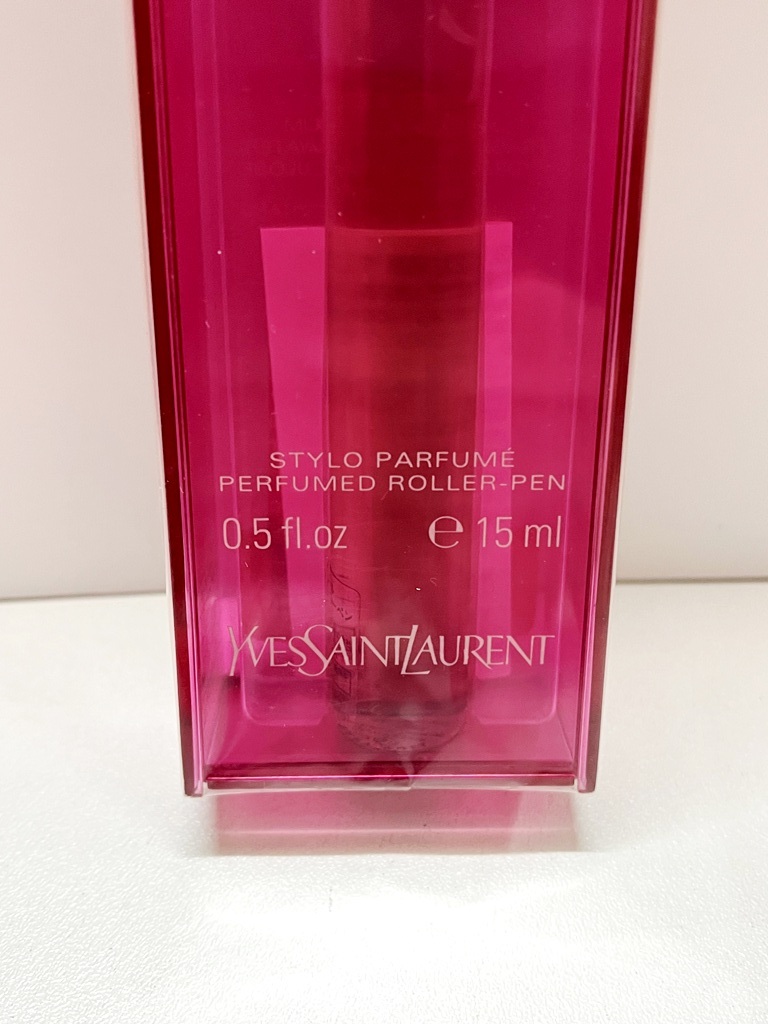 STYLO PARFUMÉ
PERFUMED ROLLER-PEN
0.5 fl.oz ℮ 15 ml
YVESSAINTLAURENT